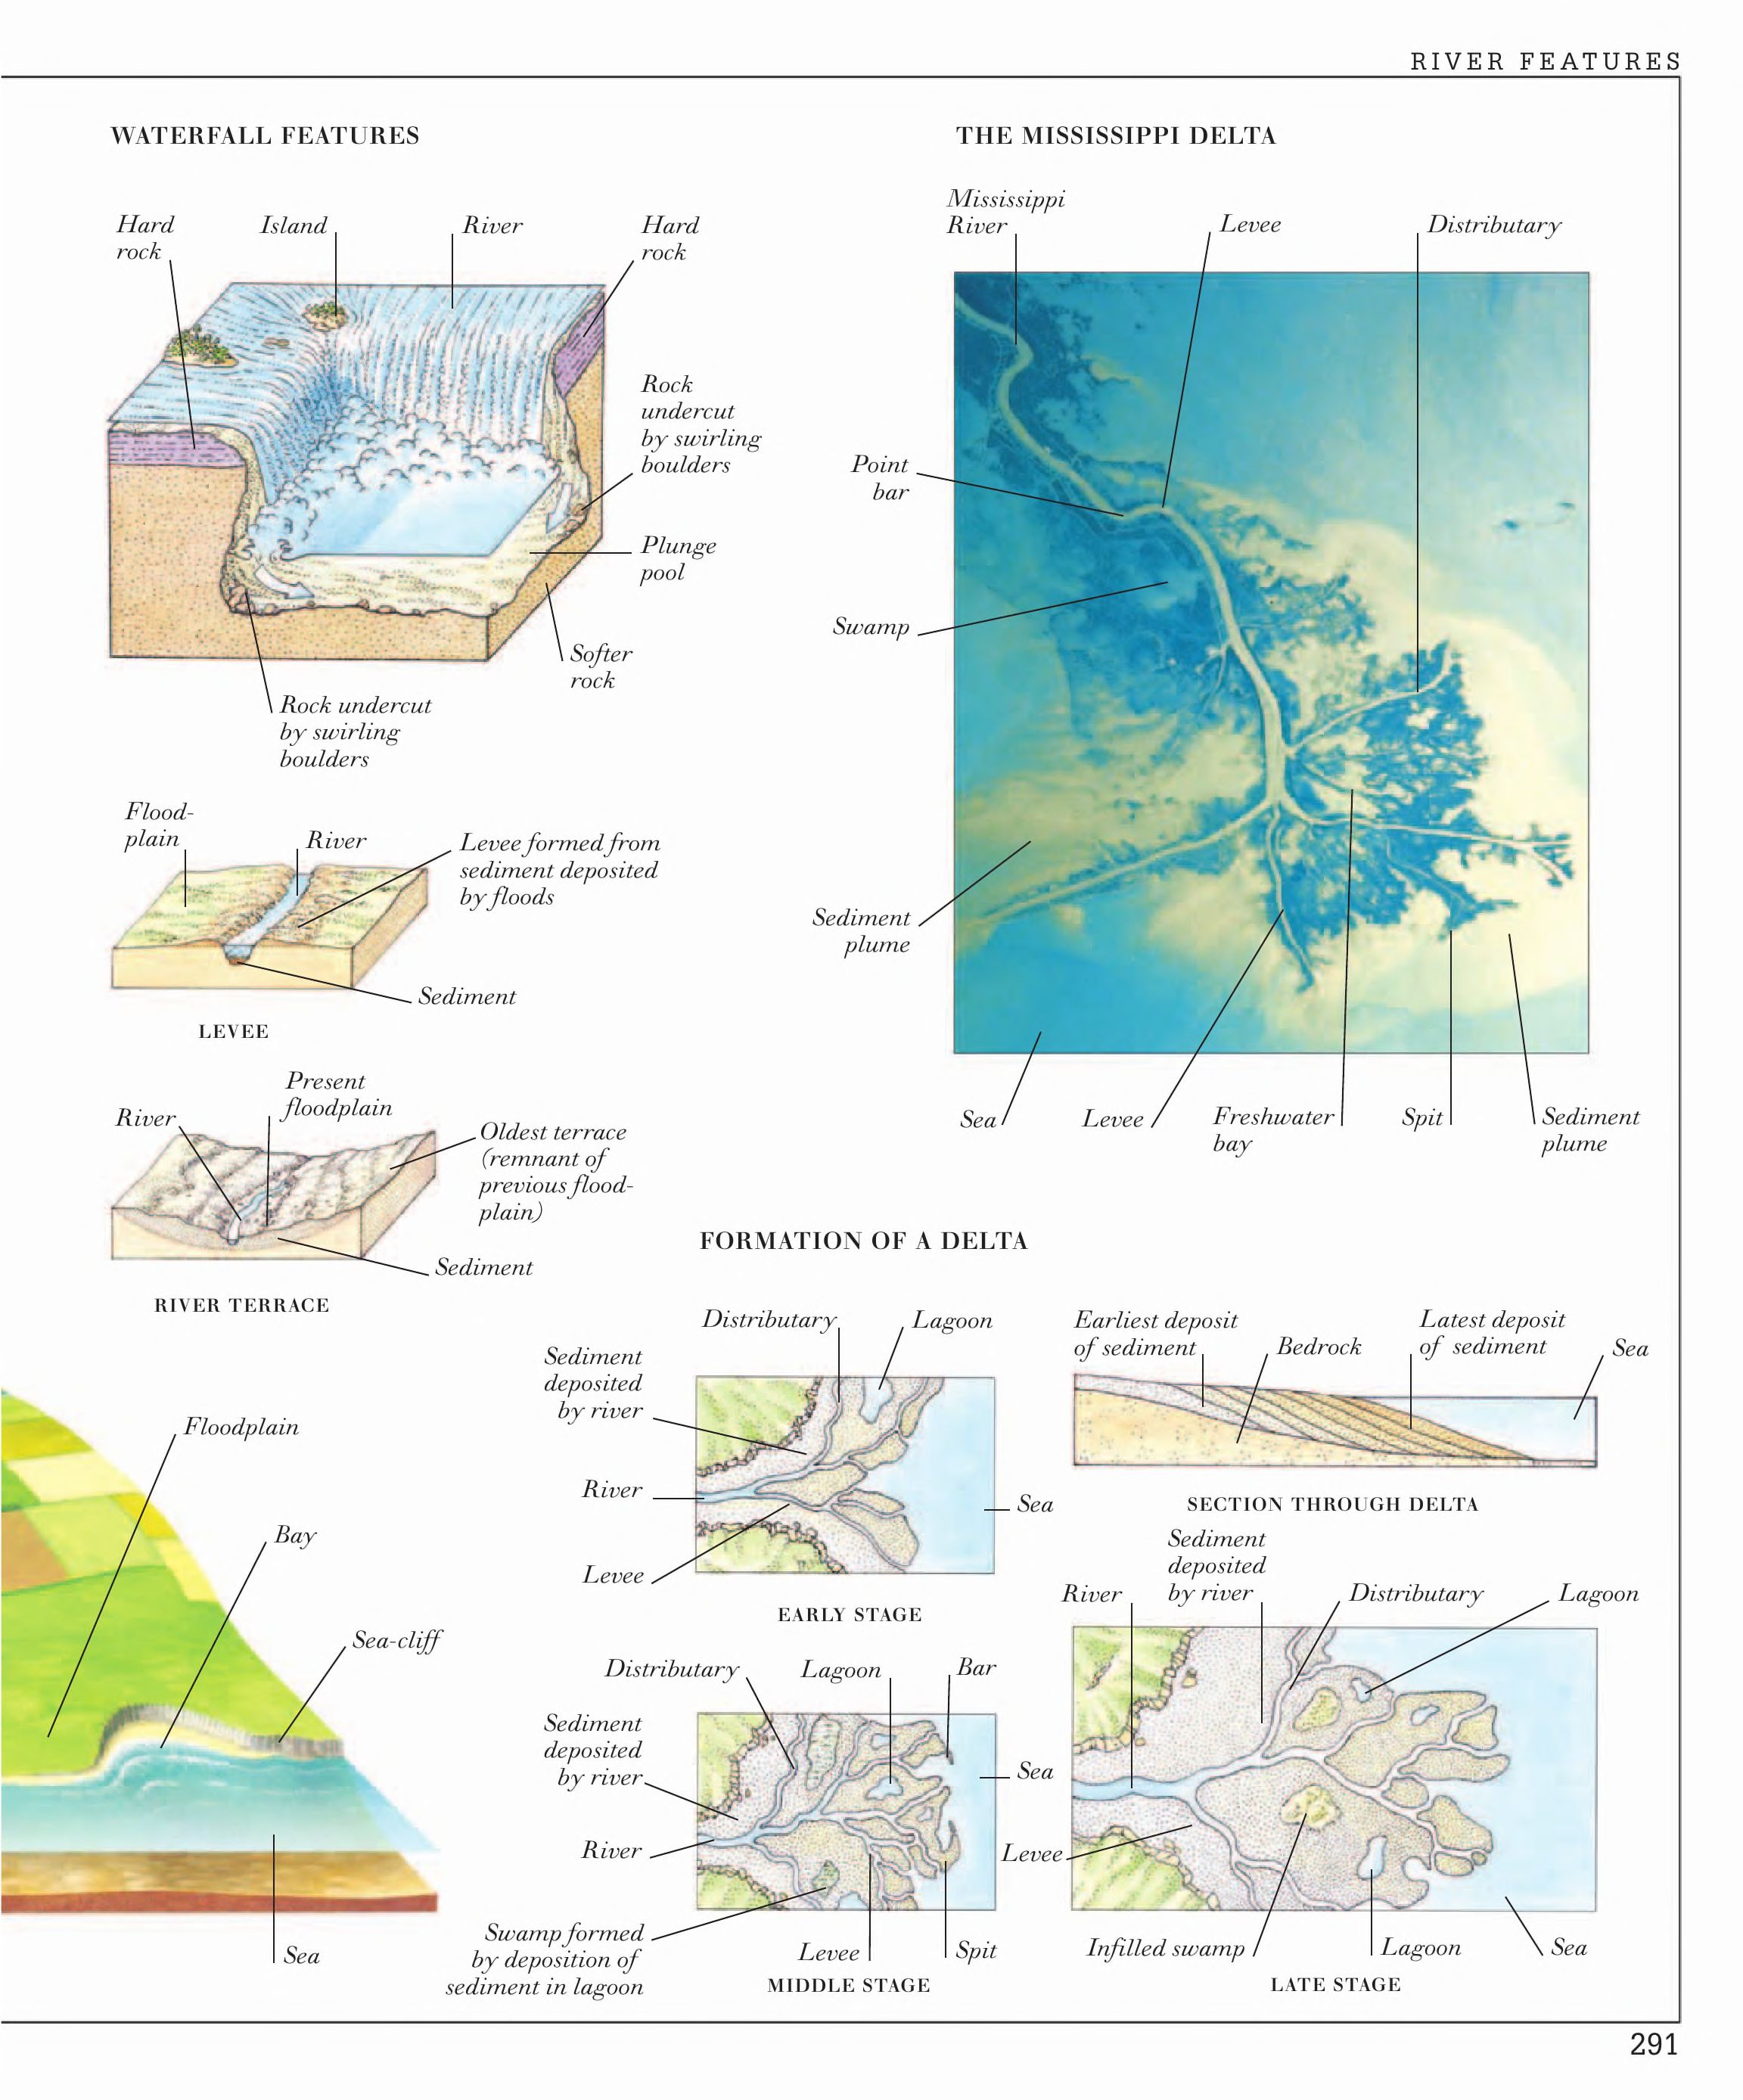 RIVER FEATURES
WATERFALL FEATURES
Hard
rock
Island
River
Hard
rock
Rock
undercut
by swirling
boulders
Plunge
pool
Softer
rock
Rock undercut
by swirling
boulders
Flood-
plain
River
Levee formed from
sediment deposited
by floods
Sediment
LEVEE
River
Present
floodplain
Oldest terrace
(remnant of
previous flood-
plain)
Sediment
RIVER TERRACE
Floodplain
Bay
Sea-cliff
Sea
THE MISSISSIPPI DELTA
Mississippi
River
Levee
Distributary
Point
bar
Swamp
Sediment
plume
Sea
Levee
Freshwater
bay
Spit
Sediment
plume
FORMATION OF A DELTA
Distributary
Lagoon
Sediment
deposited
by river
River
Sea
Levee
EARLY STAGE
Earliest deposit
of sediment
Bedrock
Latest deposit
of sediment
Sea
SECTION THROUGH DELTA
Distributary
Lagoon
Bar
Sediment
deposited
by river
Sea
River
Swamp formed
by deposition of
sediment in lagoon
Levee
Spit
MIDDLE STAGE
River
Sediment
deposited
by river
Distributary
Lagoon
Levee
Infilled swamp
Lagoon
Sea
LATE STAGE
291